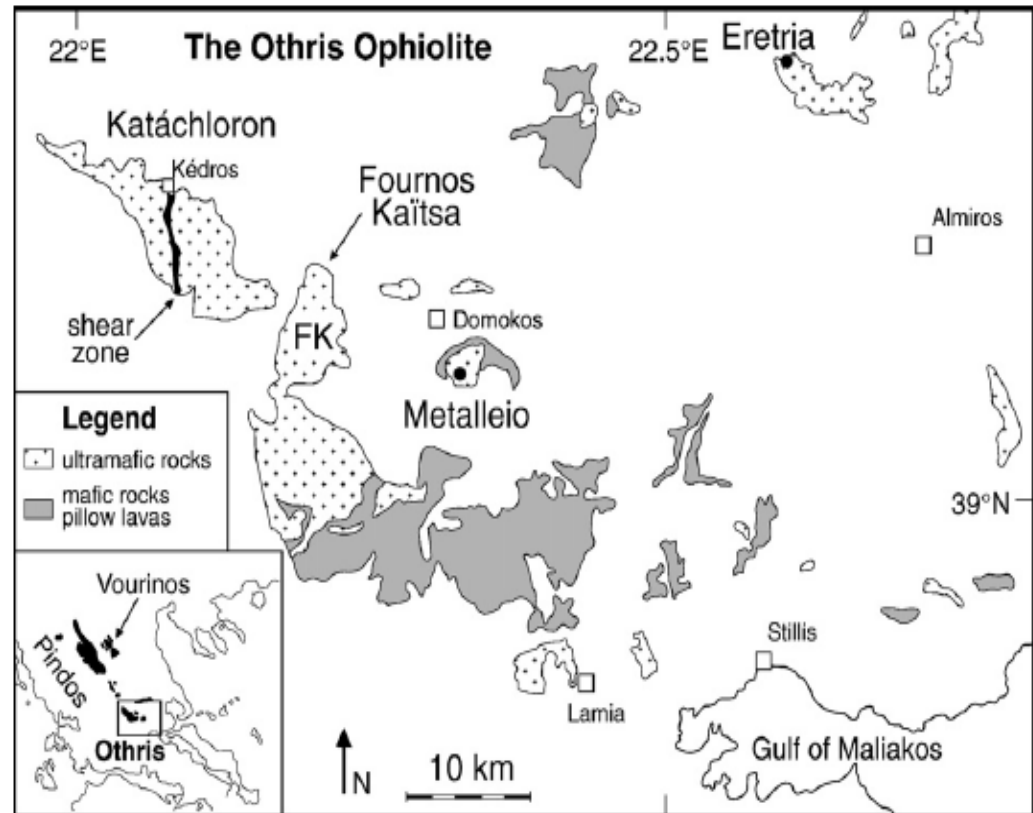 22°E
The Othris Ophiolite
22.5°E
Eretria
Katáchloron
Kédros
Fournos
Kaïtsa
Almiros
shear
zone
FK
Domokos
Metalleio
Legend
ultramafic rocks
mafic rocks
pillow lavas
39°N
Vourinos
Pindos
Othris
Stillis
Lamia
Gulf of Maliakos
N
10 km